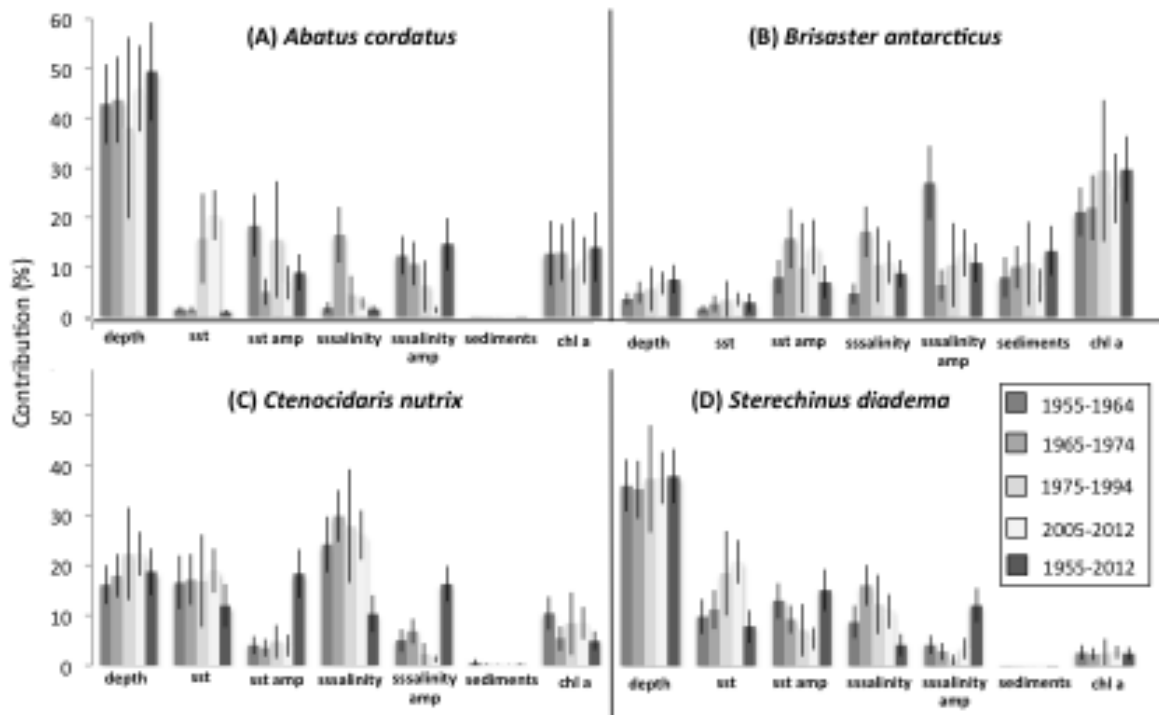 (A) Abatus cordatus
(B) Brisaster antarcticus
60
50
40
30
20
10
0
depth sst sst amp sssalinity sssalinity amp sediments chl a
depth sst sst amp sssalinity sssalinity amp sediments chl a
Contribution (%)
(C) Ctenocidaris nutrix
(D) Sterechinus diadema
50
40
30
20
10
0
1955-1964
1965-1974
1975-1994
2005-2012
1955-2012
depth sst sst amp sssalinity sssalinity amp sediments chl a
depth sst sst amp sssalinity sssalinity amp sediments chl a